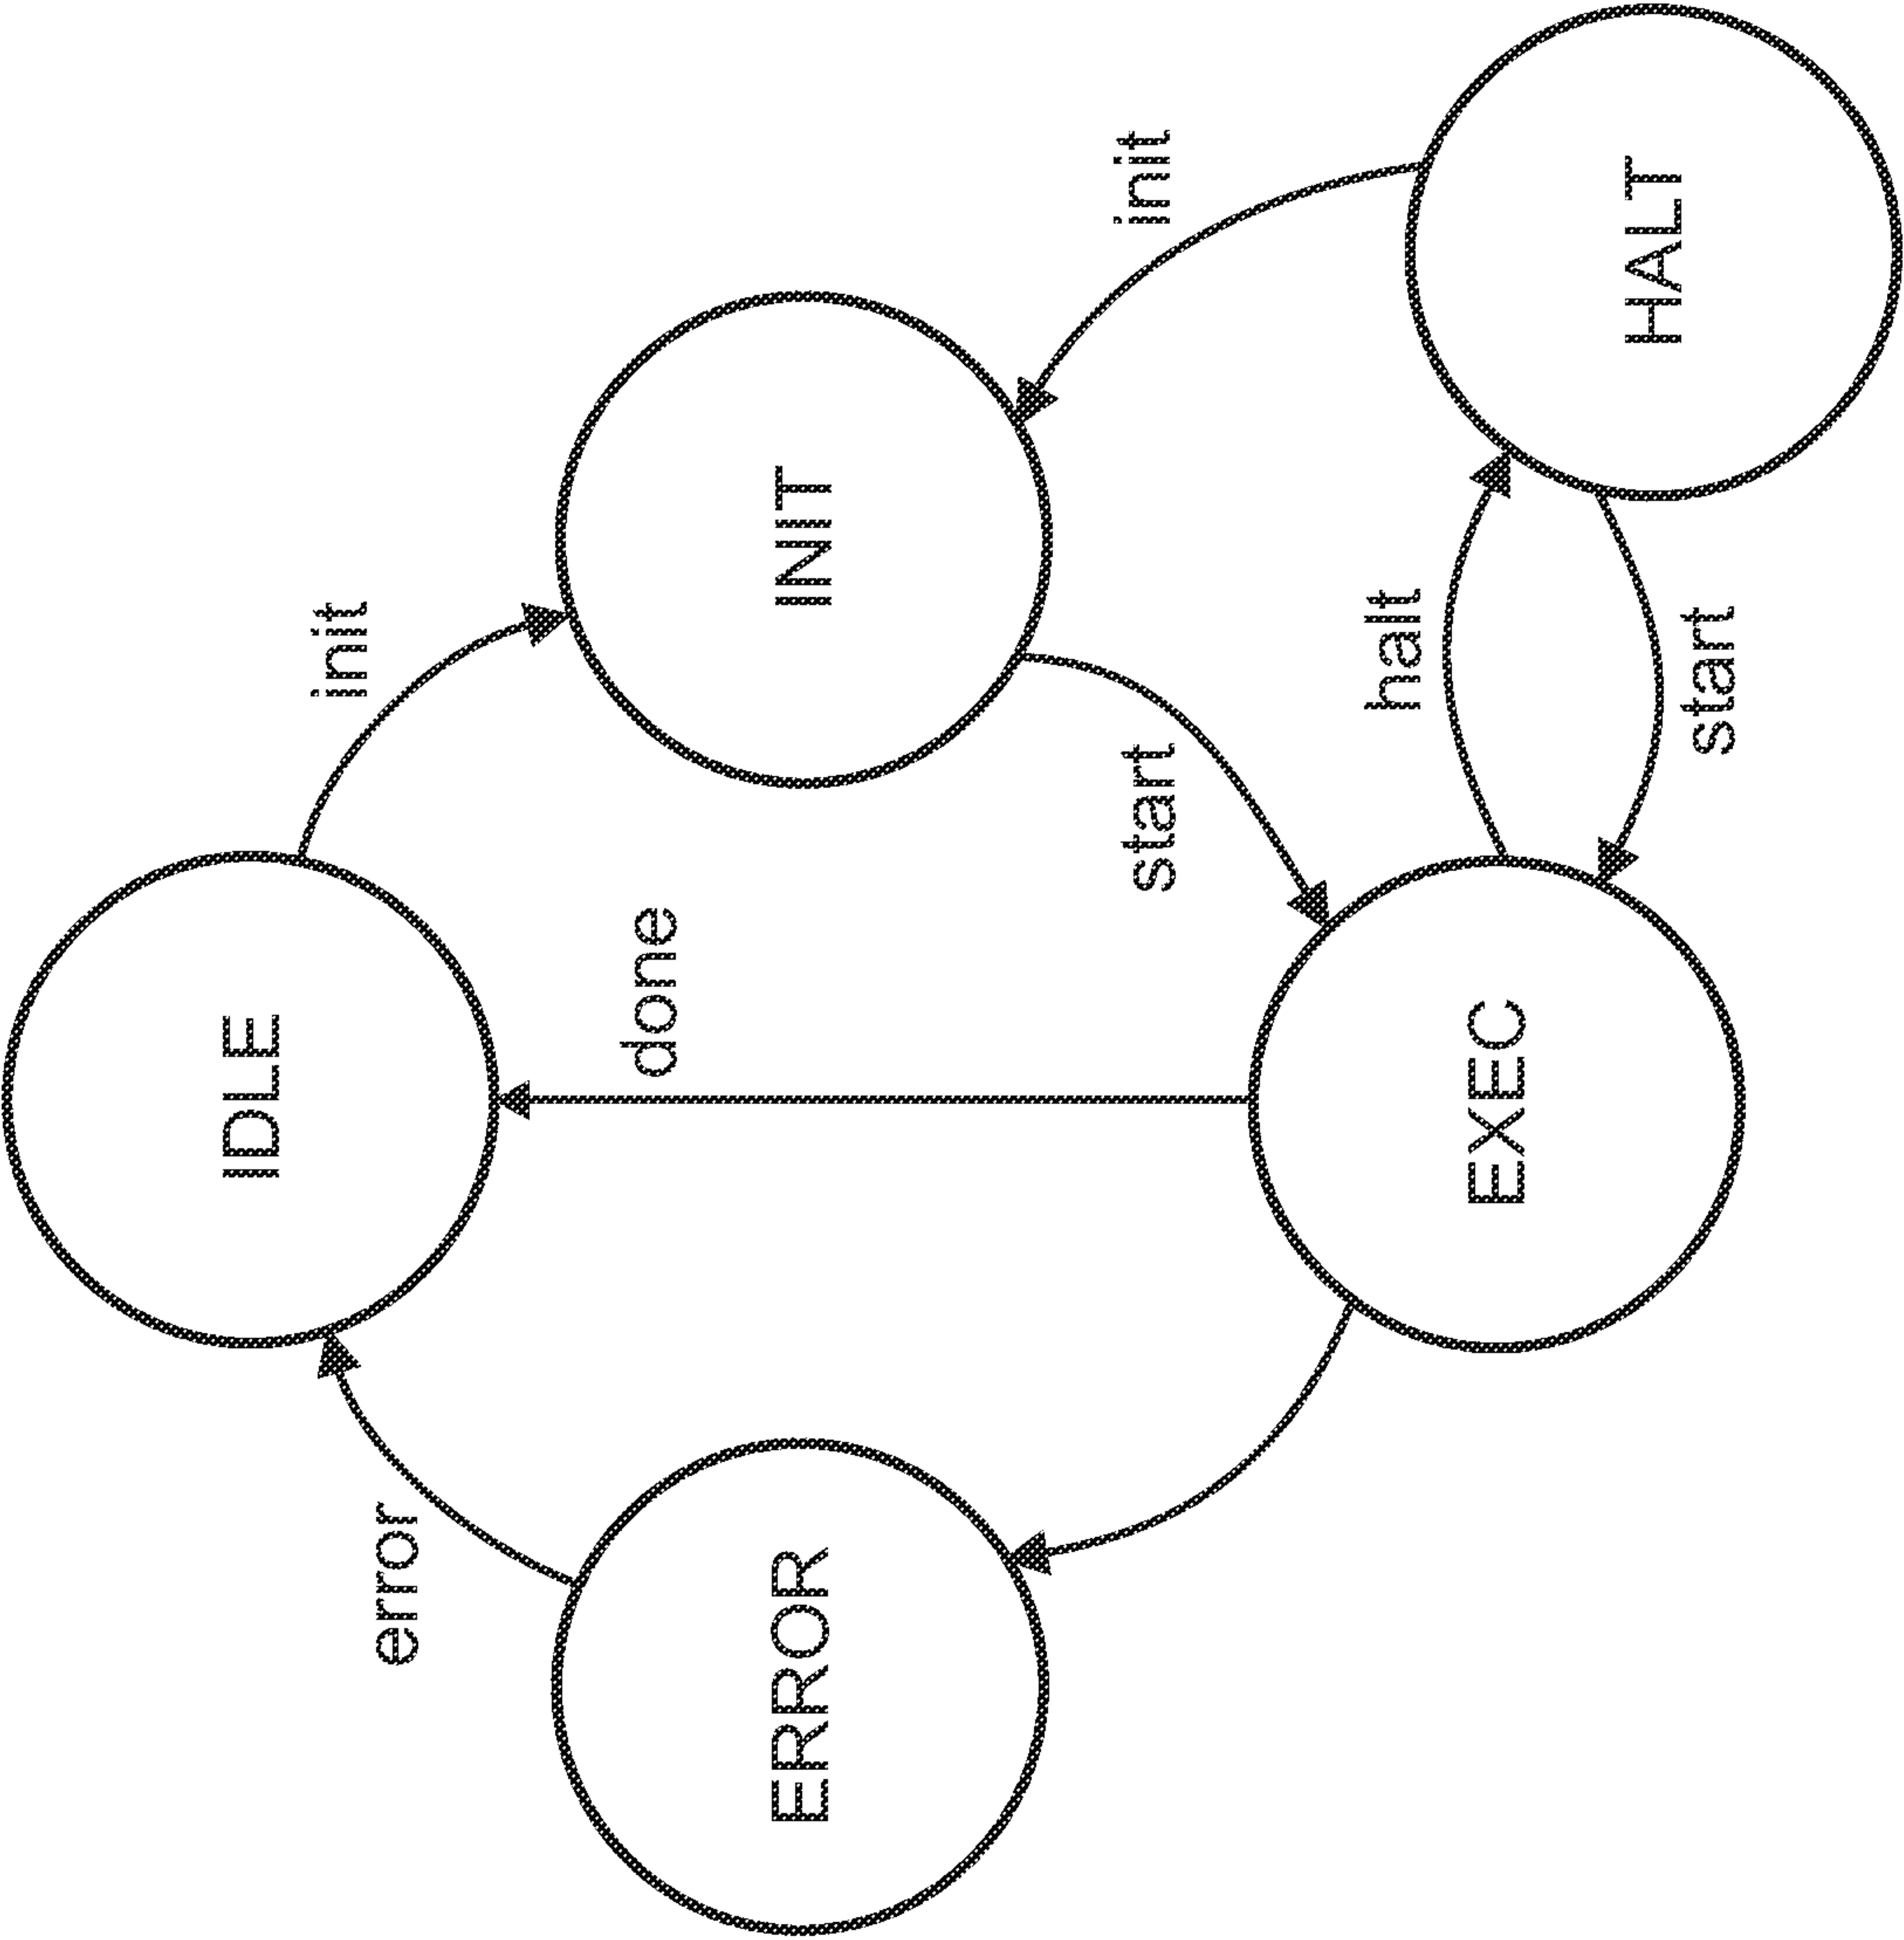 IDLE
init
error
done
INIT
ERROR
init
start
halt
start
EXEC
HALT